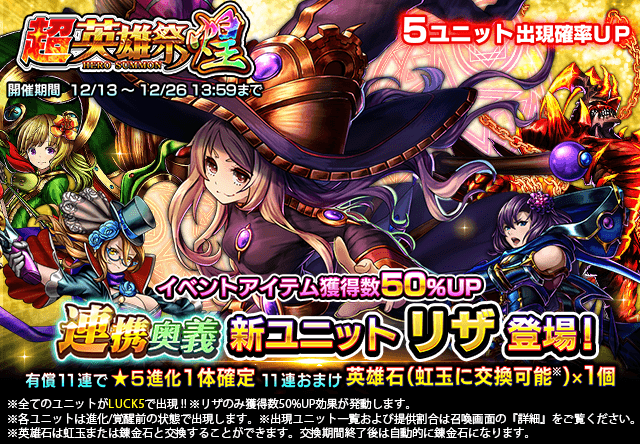 超英雄祭・煌
HERO SUMMON
5ユニット出現確率UP
開催期間 12/13～12/26 13:59まで
イベントアイテム獲得数50%UP
連携奥義 新ユニット リザ 登場!
有償11連で ★5進化1体確定 11連おまけ 英雄石(虹玉に交換可能※)×1個
※全てのユニットがLUCK5で出現!!※リザのみ獲得数50%UP効果が発動します。
※各ユニットは進化/覚醒前の状態で出現します。※出現ユニット一覧および提供割合は召喚画面の『詳細』をご覧ください。
※英雄石は虹玉または錬金石と交換することができます。交換期間終了後は自動的に錬金石になります。